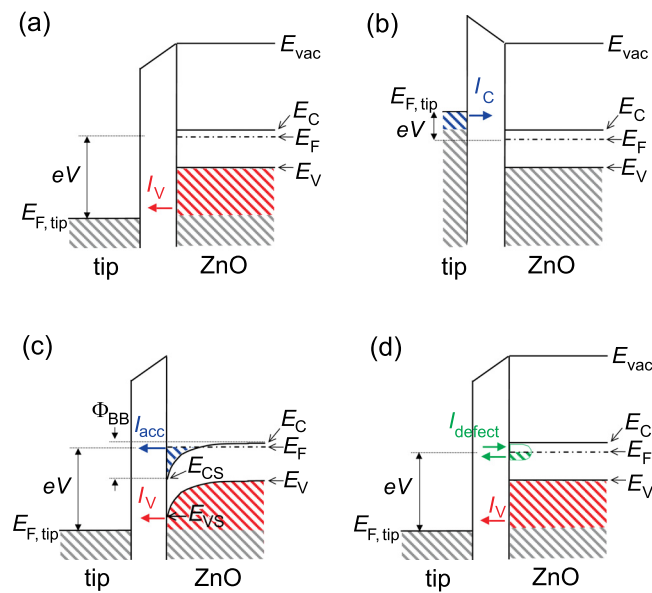 (a)
E_vac
E_C
E_F
E_V
eV
I_V
E_F, tip
tip
ZnO
(b)
E_vac
E_F, tip
I_C
eV
E_C
E_F
E_V
tip
ZnO
(c)
Φ_BB
I_acc
E_C
E_F
E_CS
eV
I_V
E_V
E_VS
E_F, tip
tip
ZnO
(d)
E_vac
I_defect
E_C
E_F
eV
E_V
I_V
E_F, tip
tip
ZnO